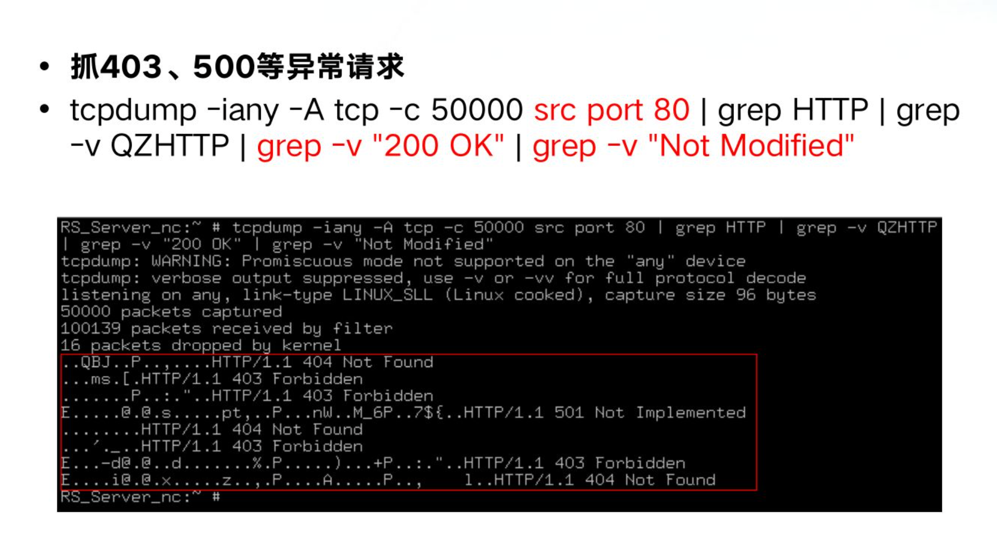 • 抓403、500等异常请求
• tcpdump -iany -A tcp -c 50000 src port 80 | grep HTTP | grep
-v QZHTTP | grep -v "200 OK" | grep -v "Not Modified"
RS_Server_nc:~ # tcpdump -iany -A tcp -c 50000 src port 80 | grep HTTP | grep -v QZHTTP
| grep -v "200 OK" | grep -v "Not Modified"
tcpdump: WARNING: Promiscuous mode not supported on the "any" device
tcpdump: verbose output suppressed, use -v or -vv for full protocol decode
listening on any, link-type LINUX_SLL (Linux cooked), capture size 96 bytes
50000 packets captured
100139 packets received by filter
16 packets dropped by kernel
..QBJ..P..,....HTTP/1.1 404 Not Found
...ms.[.HTTP/1.1 403 Forbidden
.......P..:."..HTTP/1.1 403 Forbidden
E.....@.@.s.....pt,..P...nW..M_6P..7${..HTTP/1.1 501 Not Implemented
........HTTP/1.1 404 Not Found
...´._..HTTP/1.1 403 Forbidden
E...-d@.@..d.......%.P.....)...+P..:."..HTTP/1.1 403 Forbidden
E....i@.@.x.....z..,.P....A.....P..,    l..HTTP/1.1 404 Not Found
RS_Server_nc:~ #